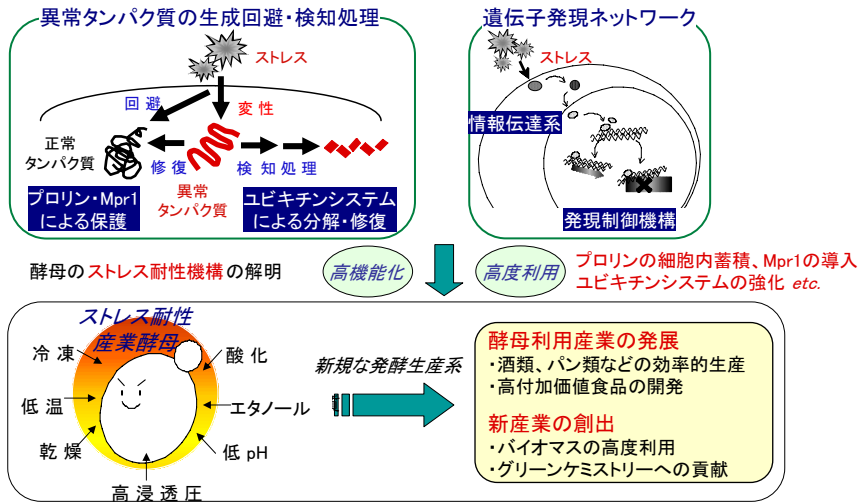 異常タンパク質の生成回避・検知処理
ストレス
回 避
変 性
正常
タンパク質
修 復
検 知 処 理
異常
タンパク質
プロリン・Mpr1
による保護
ユビキチンシステム
による分解・修復
遺伝子発現ネットワーク
ストレス
情報伝達系
発現制御機構
酵母のストレス耐性機構の解明
高機能化
高度利用
プロリンの細胞内蓄積、Mpr1の導入
ユビキチンシステムの強化 etc.
ストレス耐性
産業酵母
冷 凍
酸 化
低 温
エタノール
乾 燥
低 pH
高 浸 透 圧
新規な発酵生産系
酵母利用産業の発展
・酒類、パン類などの効率的生産
・高付加価値食品の開発
新産業の創出
・バイオマスの高度利用
・グリーンケミストリーへの貢献